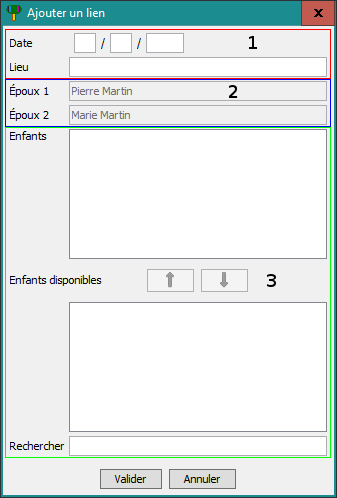 Ajouter un lien
x
Date / / 1
Lieu
Époux 1 Pierre Martin 2
Époux 2 Marie Martin
Enfants
Enfants disponibles 3
Rechercher
Valider Annuler